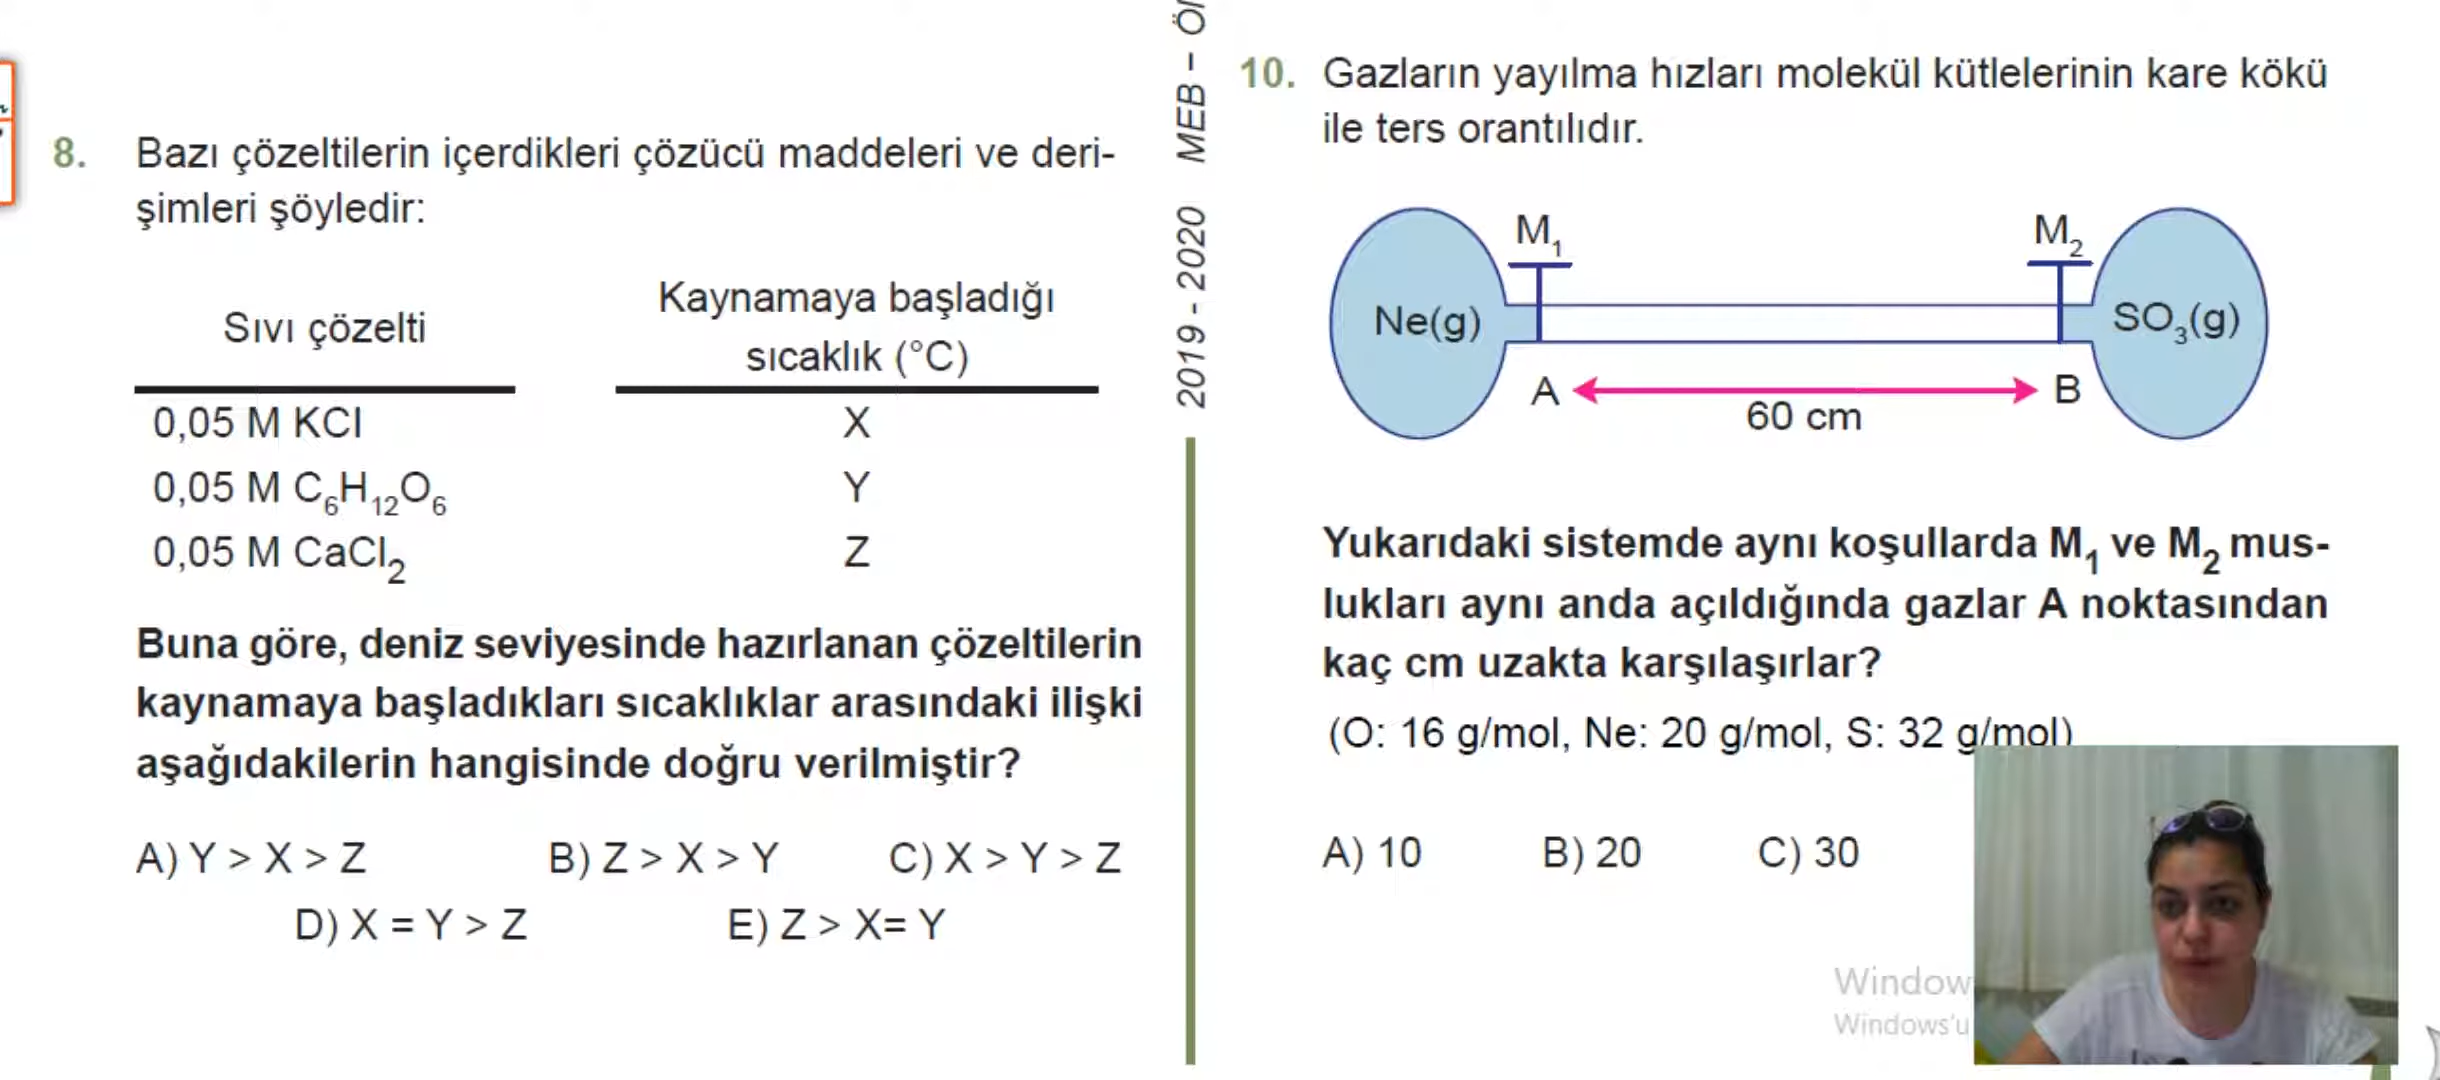 8. Bazı çözeltilerin içerdikleri çözücü maddeleri ve deri-
şimleri şöyledir:
Sıvı çözelti
Kaynamaya başladığı
sıcaklık (°C)
0,05 M KCl X
0,05 M C₆H₁₂O₆ Y
0,05 M CaCl₂ Z
Buna göre, deniz seviyesinde hazırlanan çözeltilerin
kaynamaya başladıkları sıcaklıklar arasındaki ilişki
aşağıdakilerin hangisinde doğru verilmiştir?
A) Y > X > Z B) Z > X > Y C) X > Y > Z
D) X = Y > Z E) Z > X= Y
2019 - 2020 MEB -
10. Gazların yayılma hızları molekül kütlelerinin kare kökü
ile ters orantılıdır.
M₁ M₂
Ne(g) SO₃(g)
A B
60 cm
Yukarıdaki sistemde aynı koşullarda M₁ ve M₂ mus-
lukları aynı anda açıldığında gazlar A noktasından
kaç cm uzakta karşılaşırlar?
(O: 16 g/mol, Ne: 20 g/mol, S: 32 g/mol)
A) 10 B) 20 C) 30
Window
Windows'u